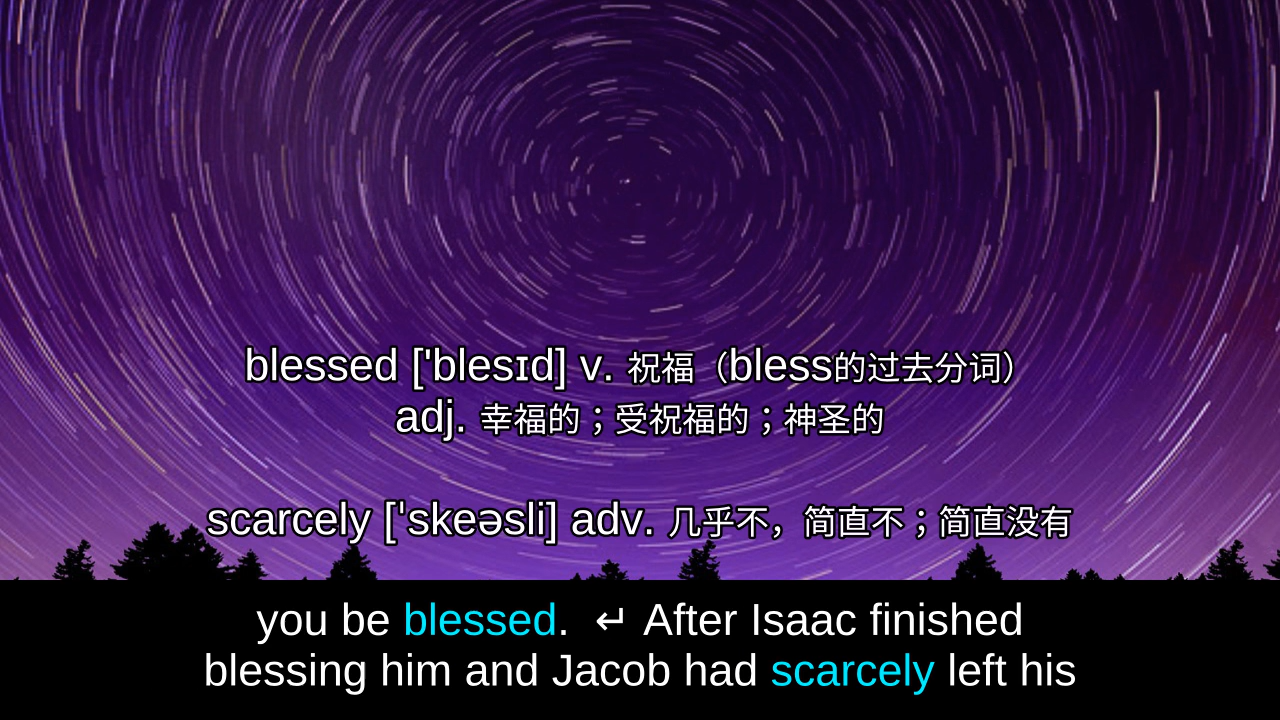 blessed ['blesɪd] v. 祝福（bless的过去分词）
adj. 幸福的；受祝福的；神圣的
scarcely [ˈskeəsli] adv. 几乎不，简直不；简直没有
you be blessed. ↵ After Isaac finished
blessing him and Jacob had scarcely left his